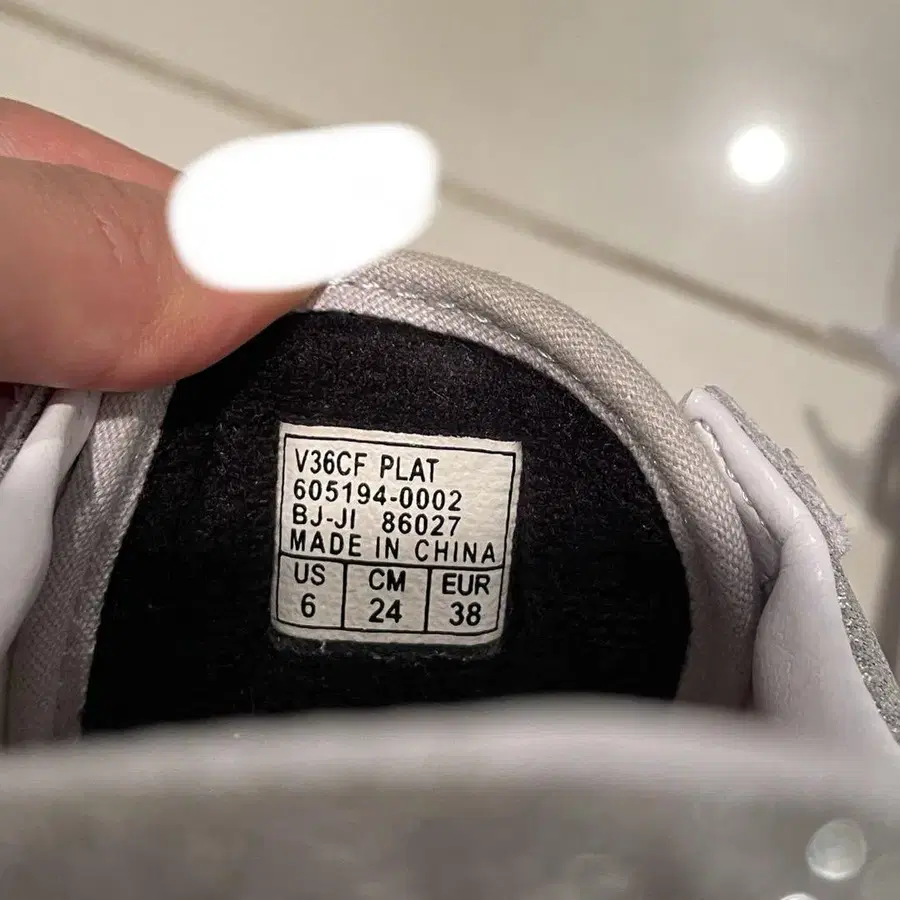 V36CF PLAT
605194-0002
BJ-JI 86027
MADE IN CHINA
US CM EUR
6 24 38